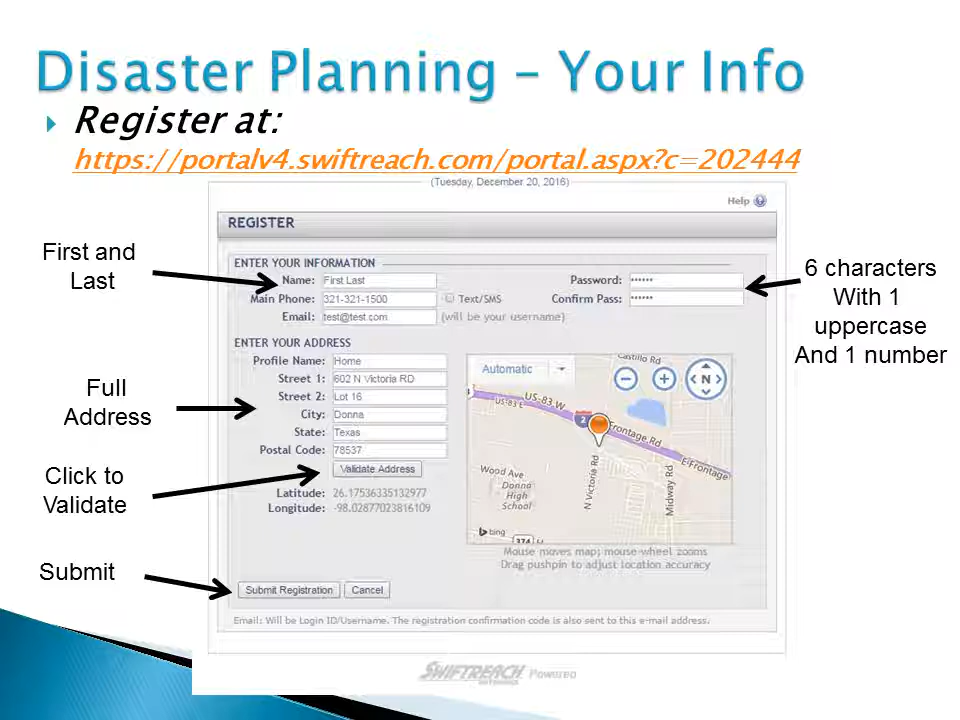 Disaster Planning – Your Info
Register at:
https://portalv4.swiftreach.com/portal.aspx?c=202444
(Tuesday, December 20, 2016)
Help
REGISTER
First and
Last
ENTER YOUR INFORMATION
Name: First Last
Main Phone: 321-321-1500 Text/SMS
Email: test@test.com (will be your username)
Password: ••••••
Confirm Pass: ••••••
6 characters
With 1
uppercase
And 1 number
Full
Address
ENTER YOUR ADDRESS
Profile Name: Home
Street 1: 602 N Victoria RD
Street 2: Lot 16
City: Donna
State: Texas
Postal Code: 78537
Validate Address
Click to
Validate
Latitude: 26.17536335132977
Longitude: -98.02877023816109
Automatic
Castillo Rd
N
US-83 W
US-83 E
2
Frontage Rd
E Frontage
Wood Ave
Donna
High
School
N Victoria Rd
Midway Rd
bing
374
Mouse moves map; mouse-wheel zooms
Drag pushpin to adjust location accuracy
Submit
Submit Registration Cancel
Email: Will be Login ID/Username. The registration confirmation code is also sent to this e-mail address.
SWIFTREACH Powered